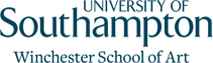 UNIVERSITY OF
Southampton
Winchester School of Art